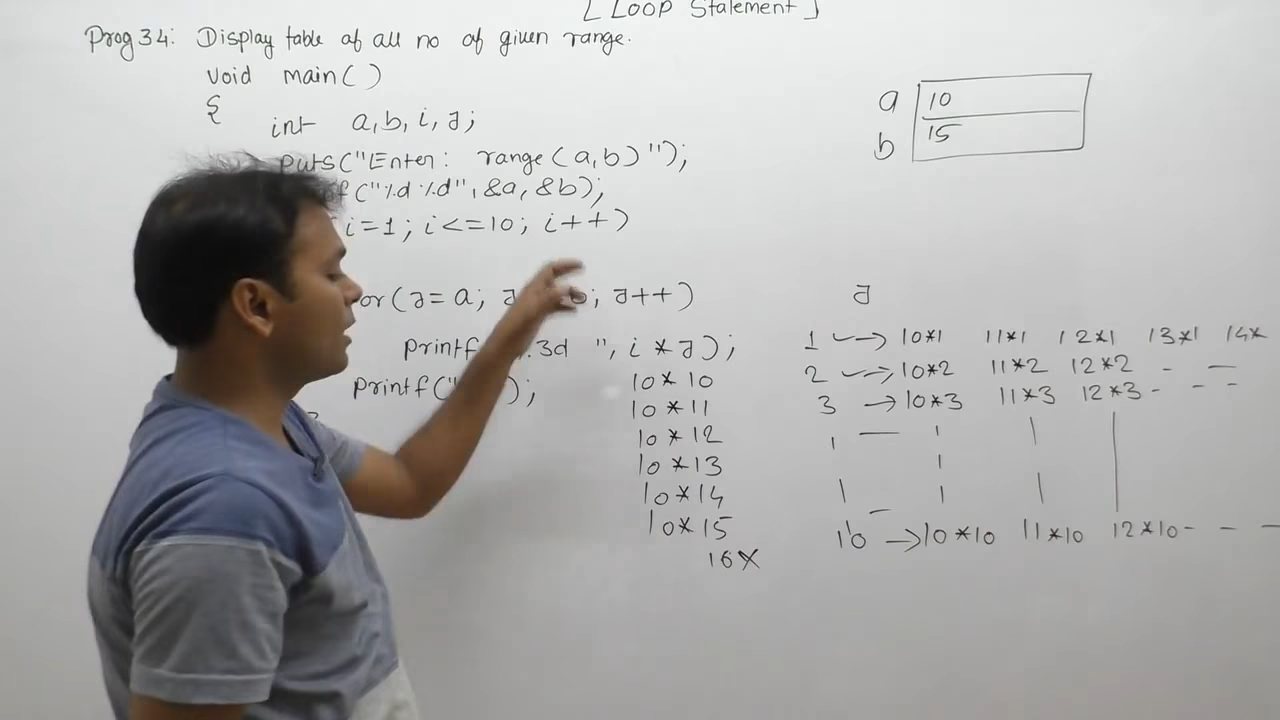 [ Loop Statement ]
Prog 34: Display table of all no of given range.
void main()
{
int a,b,i,J;
puts("Enter: range(a,b)");
f("%d %d", &a, &b);
i=1; i<=10; i++)
or(J=a; J b; J++)
printf .3d ", i * J);
printf(" );
10*10
10*11
10*12
10*13
10*14
10*15
16X
a 10
b 15
J
1 → 10*1 11*1 12*1 13*1 14*
2 → 10*2 11*2 12*2 - —
3 → 10*3 11*3 12*3 - - -
10 → 10*10 11*10 12*10 - - -